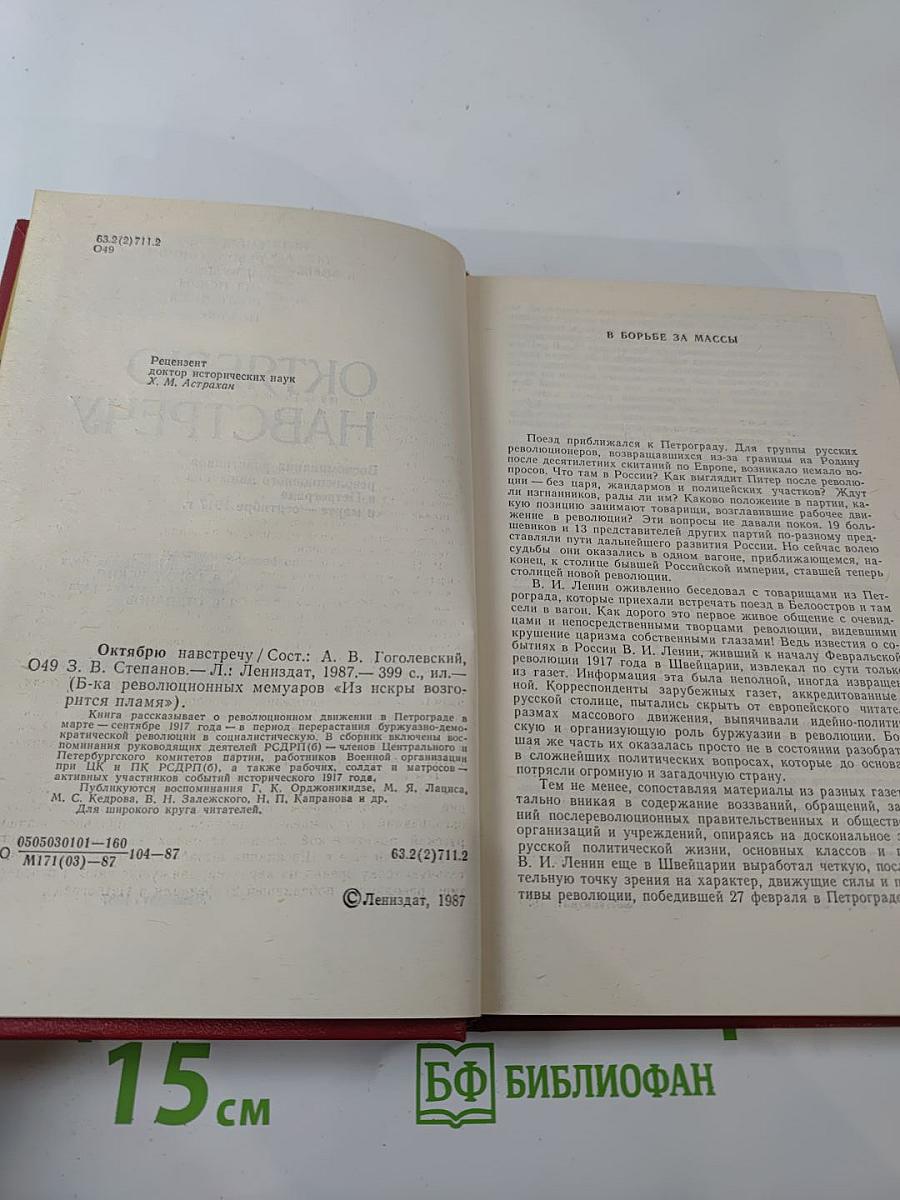 63.2(2)711.2
О49
Рецензент
доктор исторических наук
Х. М. Астрахан
ОКТЯБРЮ
НАВСТРЕЧУ
Октябрю навстречу / Сост.: А. В. Гоголевский,
О49 З. В. Степанов.— Л.: Лениздат, 1987.— 399 с., ил.—
(Б-ка революционных мемуаров «Из искры возго-
рится пламя»).
Книга рассказывает о революционном движении в Петрограде в
марте — сентябре 1917 года — в период перерастания буржуазно-демо-
кратической революции в социалистическую. В сборник включены вос-
поминания руководящих деятелей РСДРП(б) — членов Центрального и
Петербургского комитетов партии, работников Военной организации
при ЦК и ПК РСДРП(б), а также рабочих, солдат и матросов —
активных участников событий исторического 1917 года.
Публикуются воспоминания Г. К. Орджоникидзе, М. Я. Лациса,
М. С. Кедрова, В. Н. Залежского, Н. П. Капранова и др.
Для широкого круга читателей.
О 0505030101—160
М171(03)—87 104—87 63.2(2)711.2
© Лениздат, 1987
В БОРЬБЕ ЗА МАССЫ
Поезд приближался к Петрограду. Для группы русских
революционеров, возвращавшихся из-за границы на Родину
после десятилетних скитаний по Европе, возникало немало во-
просов. Что там в России? Как выглядит Питер после револю-
ции — без царя, жандармов и полицейских участков? Ждут
ли изгнанников, рады ли им? Каково положение в партии, ка-
кую позицию занимают товарищи, возглавившие рабочее дви-
жение в революции? Эти вопросы не давали покоя. 19 боль-
шевиков и 13 представителей других партий по-разному пред-
ставляли пути дальнейшего развития России. Но сейчас волею
судьбы они оказались в одном вагоне, приближающемся, на-
конец, к столице бывшей Российской империи, ставшей теперь
столицей новой революции.
В. И. Ленин оживленно беседовал с товарищами из Пет-
рограда, которые приехали встречать поезд в Белоостров и там
сели в вагон. Как дорого это первое живое общение с очевид-
цами и непосредственными творцами революции, видевшими
крушение царизма собственными глазами! Ведь известия о со-
бытиях в России В. И. Ленин, живший к началу Февральской
революции 1917 года в Швейцарии, извлекал по сути только
из газет. Информация эта была неполной, иногда извращен
ной. Корреспонденты зарубежных газет, аккредитованные
русской столице, пытались скрыть от европейского читате
размах массового движения, выпячивали идейно-полити
скую и организующую роль буржуазии в революции. Бо
шая же часть их оказалась просто не в состоянии разобрат
в сложнейших политических вопросах, которые до основа
потрясли огромную и загадочную страну.
Тем не менее, сопоставляя материалы из разных газет
тально вникая в содержание воззваний, обращений, за
ний послереволюционных правительственных и обществе
организаций и учреждений, опираясь на доскональное з
русской политической жизни, основных классов и п
В. И. Ленин еще в Швейцарии выработал четкую, посл
тельную точку зрения на характер, движущие силы и п
тивы революции, победившей 27 февраля в Петрограде
15 см
БФ БИБЛИОФАН